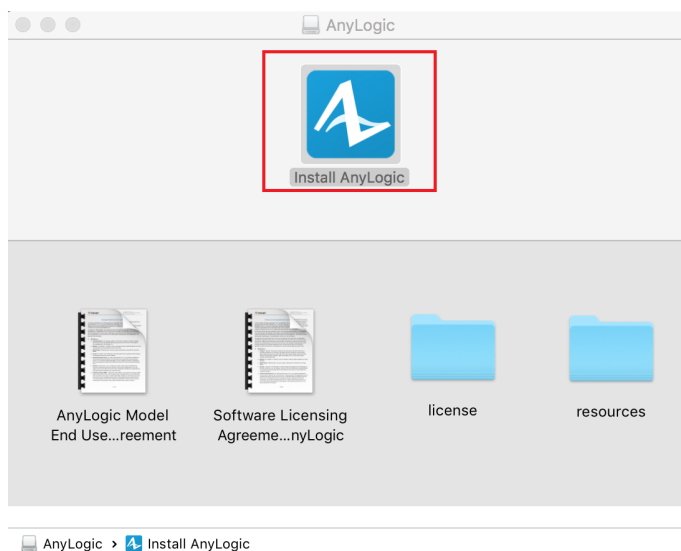 AnyLogic
Install AnyLogic
AnyLogic Model
End Use...reement
Software Licensing
Agreeme...nyLogic
license
resources
AnyLogic › Install AnyLogic